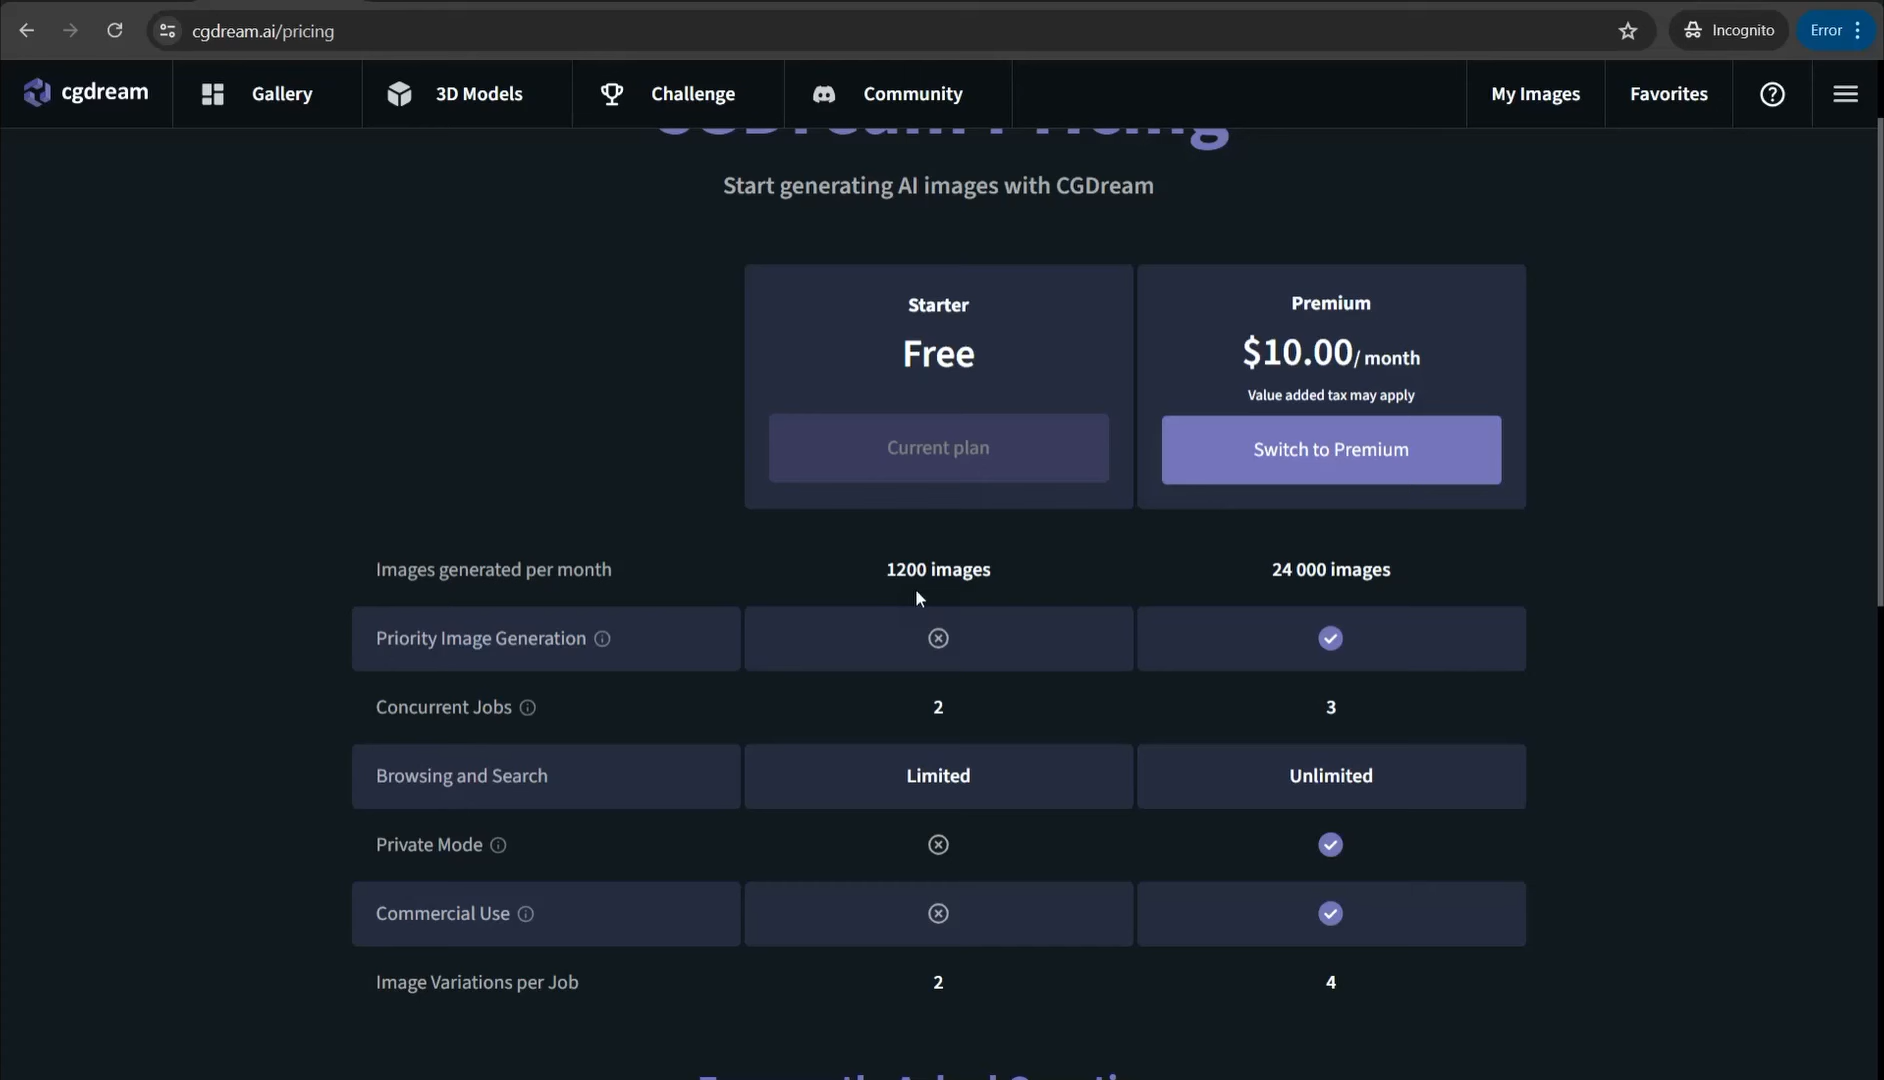 cgdream.ai/pricing
Incognito
Error
cgdream
Gallery
3D Models
Challenge
Community
My Images
Favorites
CGDream Pricing
Start generating AI images with CGDream
Starter
Premium
Free
$10.00/ month
Value added tax may apply
Current plan
Switch to Premium
Images generated per month
1200 images
24 000 images
Priority Image Generation
Concurrent Jobs
2
3
Browsing and Search
Limited
Unlimited
Private Mode
Commercial Use
Image Variations per Job
2
4